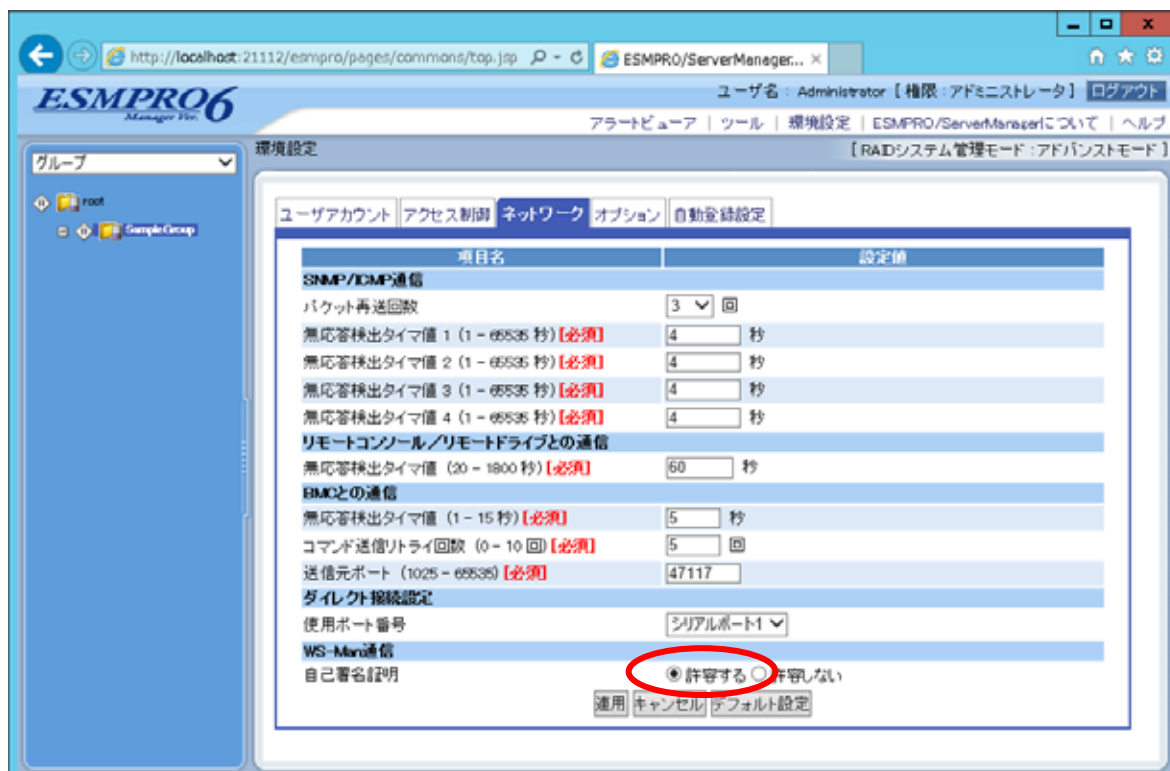 http://localhost:21112/esmpro/pages/commons/top.jsp
ESMPRO/ServerManager...
ESMPRO6
Manager Ver.
ユーザ名: Administrator 【権限:アドミニストレータ】 ログアウト
アラートビューア | ツール | 環境設定 | ESMPRO/ServerManagerについて | ヘルプ
グループ
環境設定
[RAIDシステム管理モード:アドバンストモード]
root
SampleGroup
ユーザアカウント アクセス制御 ネットワーク オプション 自動登録設定
項目名 設定値
SNMP/ICMP通信
パケット再送回数 3 回
無応答検出タイマ値 1 (1 - 65535 秒) [必須] 4 秒
無応答検出タイマ値 2 (1 - 65535 秒) [必須] 4 秒
無応答検出タイマ値 3 (1 - 65535 秒) [必須] 4 秒
無応答検出タイマ値 4 (1 - 65535 秒) [必須] 4 秒
リモートコンソール/リモートドライブとの通信
無応答検出タイマ値 (20 - 1800 秒) [必須] 60 秒
BMCとの通信
無応答検出タイマ値 (1 - 15 秒) [必須] 5 秒
コマンド送信リトライ回数 (0 - 10 回) [必須] 5 回
送信元ポート (1025 - 65535) [必須] 47117
ダイレクト接続設定
使用ポート番号 シリアルポート1
WS-Man通信
自己署名証明 許容する 許容しない
適用 キャンセル デフォルト設定